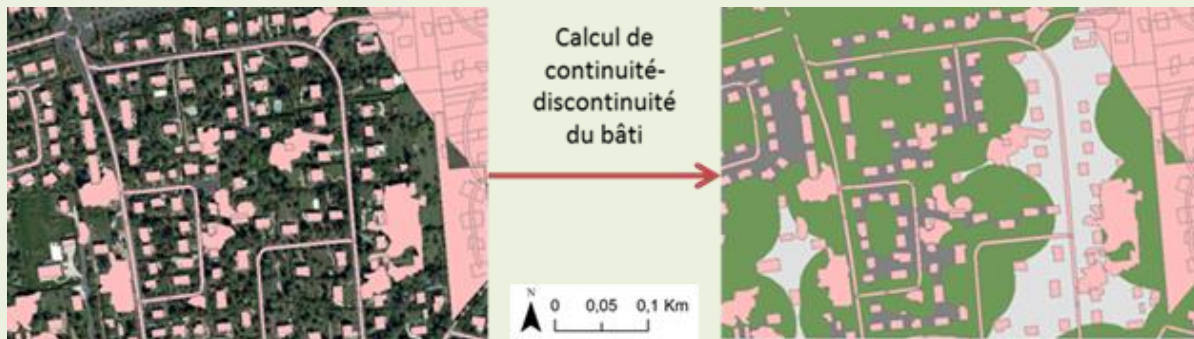 Calcul de
continuité-
discontinuité
du bâti
N
0 0,05 0,1 Km